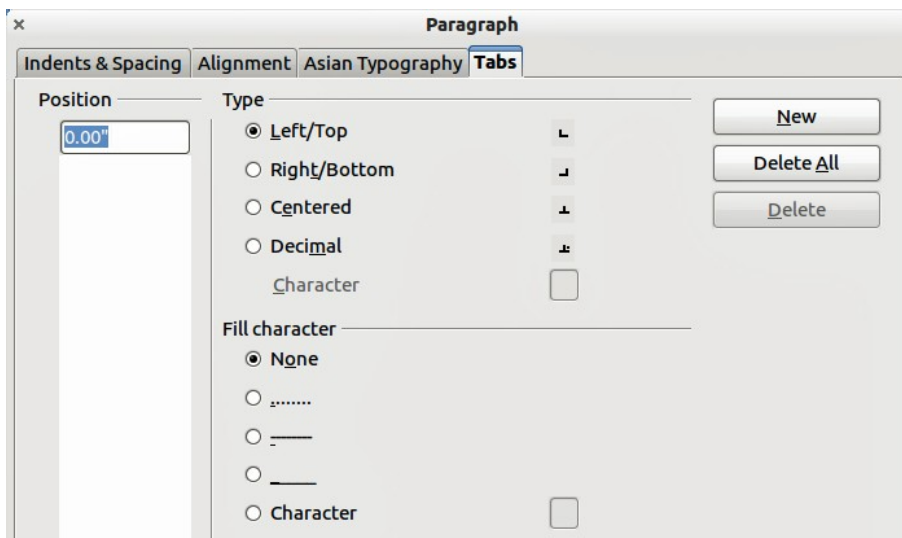 ×
Paragraph
Indents & Spacing Alignment Asian Typography Tabs
Position
0.00"
Type
Left/Top
Right/Bottom
Centered
Decimal
Character
Fill character
None
........
-------
_____
Character
New
Delete All
Delete